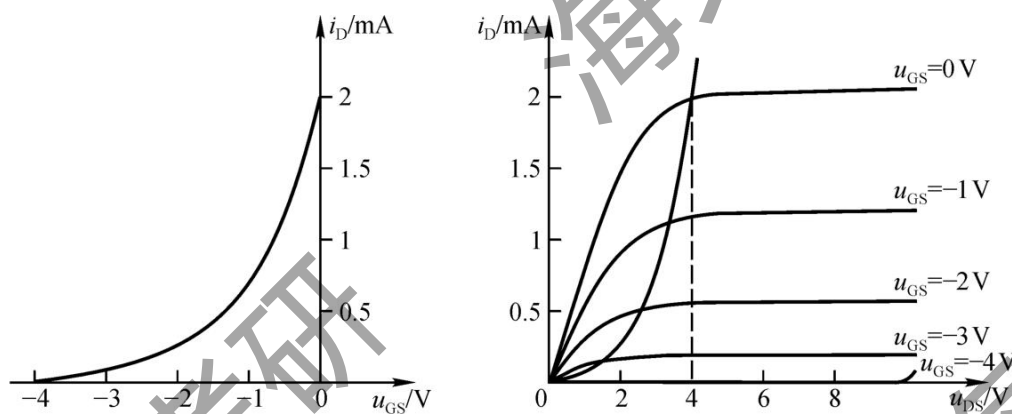 i_D/mA
2
1.5
1
0.5
−4 −3 −2 −1 0 u_GS/V
i_D/mA
2
1.5
1
0.5
0 2 4 6 8 u_DS/V
u_GS=0 V
u_GS=−1 V
u_GS=−2 V
u_GS=−3 V
u_GS=−4 V
海
研